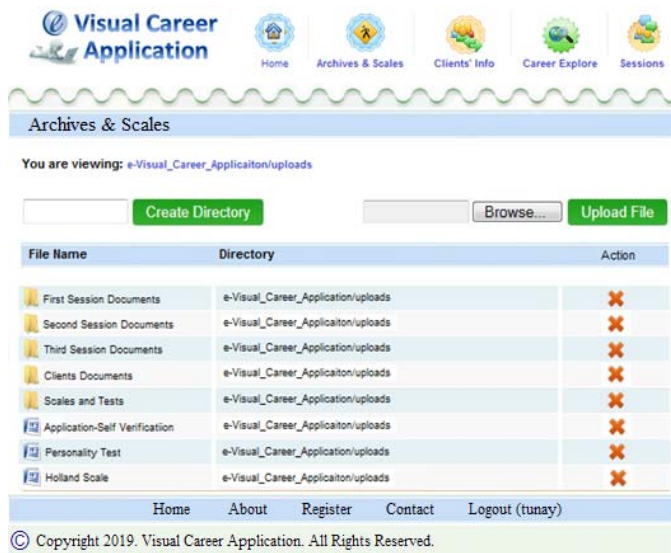 e Visual Career
Application
Home Archives & Scales Clients' Info Career Explore Sessions
Archives & Scales
You are viewing: e-Visual_Career_Applicaiton/uploads
Create Directory Browse... Upload File
File Name Directory Action
First Session Documents e-Visual_Career_Application/uploads
Second Session Documents e-Visual_Career_Application/uploads
Third Session Documents e-Visual_Career_Application/uploads
Clients Documents e-Visual_Career_Applicaiton/uploads
Scales and Tests e-Visual_Career_Applicaiton/uploads
Application-Self Verificatiion e-Visual_Career_Applicaiton/uploads
Personality Test e-Visual_Career_Applicaiton/uploads
Holland Scale e-Visual_Career_Applicaiton/uploads
Home About Register Contact Logout (tunay)
© Copyright 2019. Visual Career Application. All Rights Reserved.